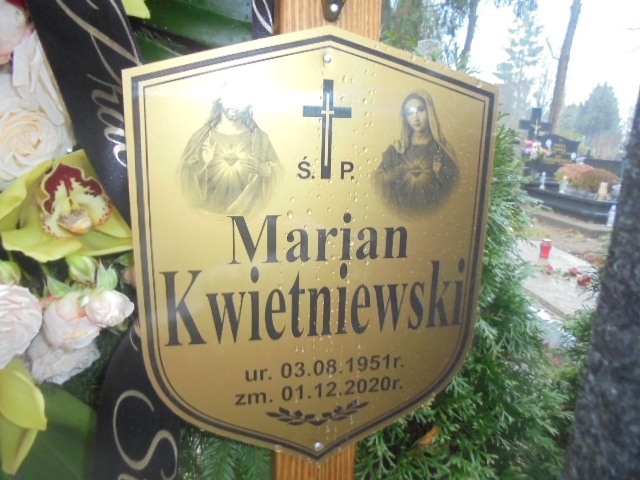 Ś. P.
Marian
Kwietniewski
ur. 03.08.1951r.
zm. 01.12.2020r.